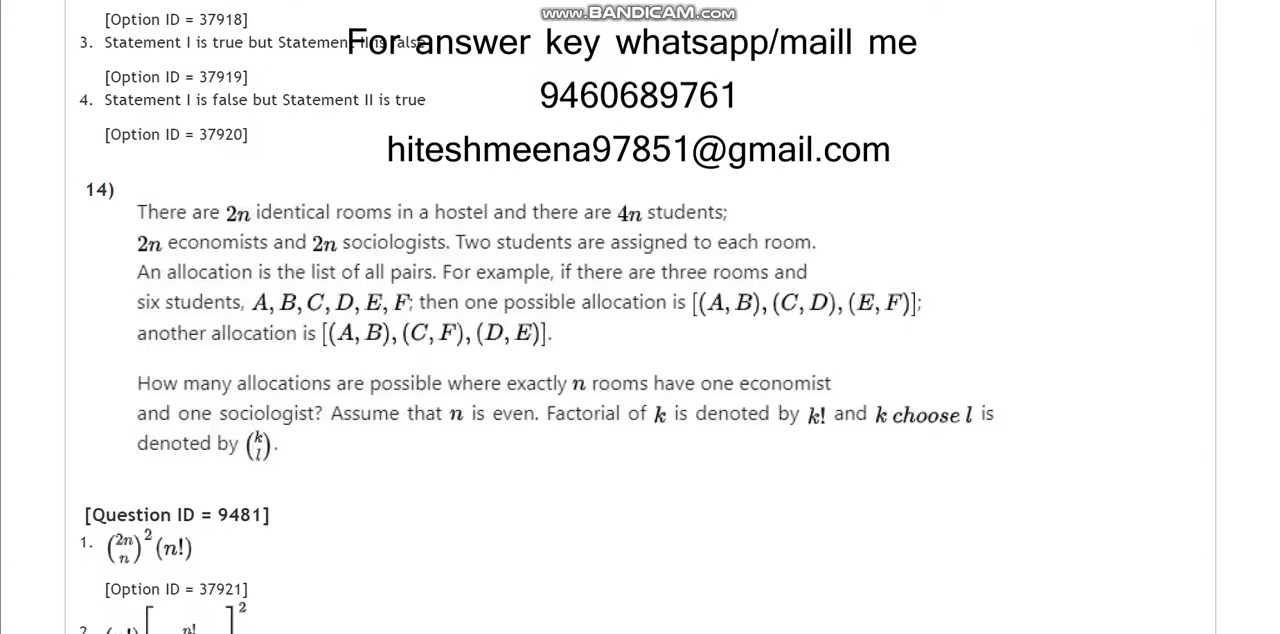 www.BANDICAM.com
[Option ID = 37918]
3. Statement I is true but Statement II is false
For answer key whatsapp/maill me
[Option ID = 37919]
9460689761
4. Statement I is false but Statement II is true
[Option ID = 37920]
hiteshmeena97851@gmail.com
14)
There are 2n identical rooms in a hostel and there are 4n students;
2n economists and 2n sociologists. Two students are assigned to each room.
An allocation is the list of all pairs. For example, if there are three rooms and
six students, A, B, C, D, E, F; then one possible allocation is [(A, B), (C, D), (E, F)];
another allocation is [(A, B), (C, F), (D, E)].
How many allocations are possible where exactly n rooms have one economist
and one sociologist? Assume that n is even. Factorial of k is denoted by k! and k choose l is
denoted by (k l).
[Question ID = 9481]
1. (2n n)² (n!)
[Option ID = 37921]
2. (n!) [ n! ]²